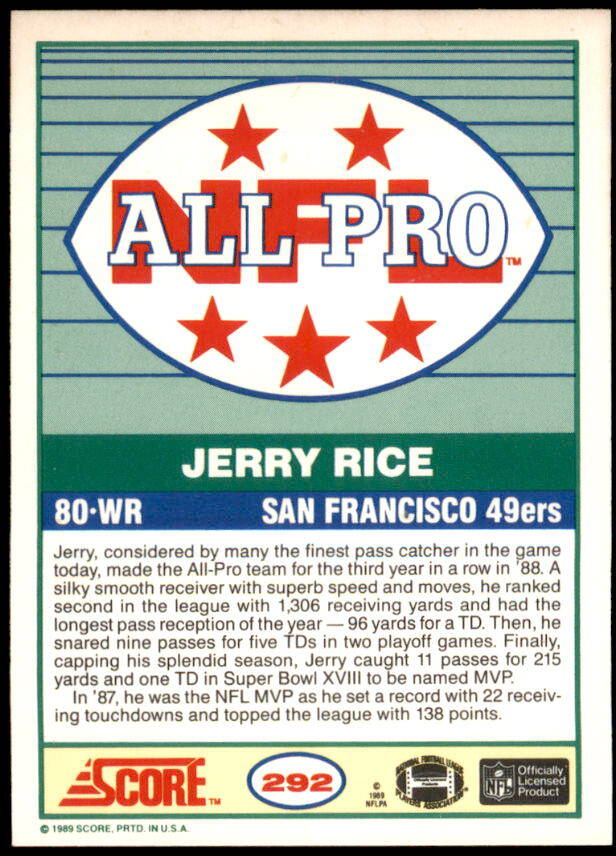 NFL
ALL-PRO™
JERRY RICE
80•WR SAN FRANCISCO 49ers
Jerry, considered by many the finest pass catcher in the game
today, made the All-Pro team for the third year in a row in '88. A
silky smooth receiver with superb speed and moves, he ranked
second in the league with 1,306 receiving yards and had the
longest pass reception of the year — 96 yards for a TD. Then, he
snared nine passes for five TDs in two playoff games. Finally,
capping his splendid season, Jerry caught 11 passes for 215
yards and one TD in Super Bowl XVIII to be named MVP.
In '87, he was the NFL MVP as he set a record with 22 receiv-
ing touchdowns and topped the league with 138 points.
SCORE™
292
©
1989
NFLPA
NATIONAL FOOTBALL LEAGUE
Officially Licensed
Product
PLAYERS ASSOCIATION
NFL
Officially
Licensed
Product
© 1989 SCORE, PRTD. IN U.S.A.